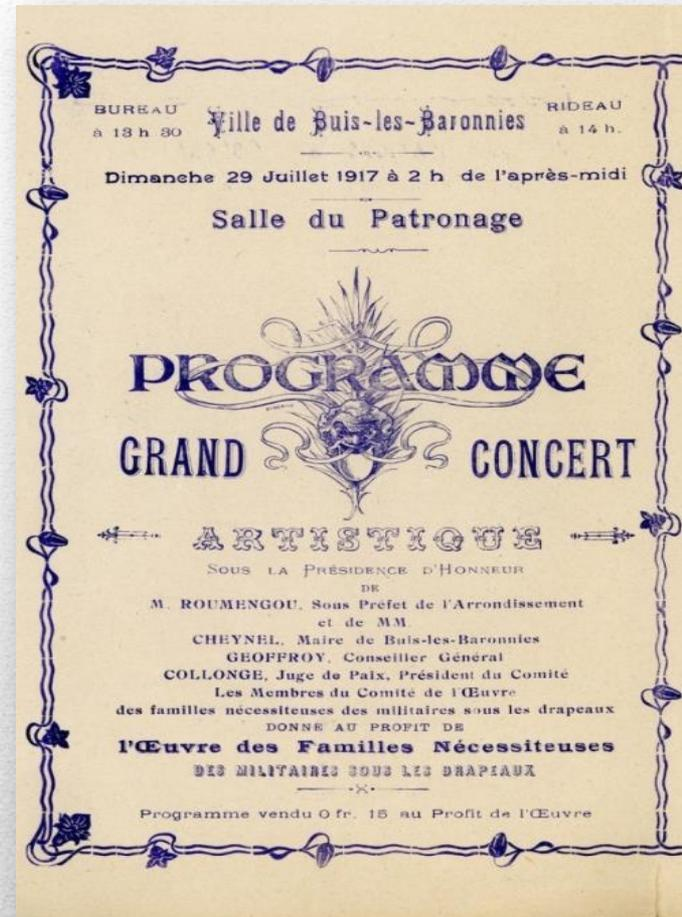 BUREAU
à 13 h 30
Ville de Buis-les-Baronnies
RIDEAU
à 14 h.
Dimanche 29 Juillet 1917 à 2 h de l'après-midi
Salle du Patronage
PROGRAMME
GRAND CONCERT
ARTISTIQUE
SOUS LA PRÉSIDENCE D'HONNEUR
DE
M. ROUMENGOU, Sous Préfet de l'Arrondissement
et de MM.
CHEYNEL, Maire de Buis-les-Baronnies
GEOFFROY, Conseiller Général
COLLONGE, Juge de Paix, Président du Comité
Les Membres du Comité de l'Œuvre
des familles nécessiteuses des militaires sous les drapeaux
DONNÉ AU PROFIT DE
l'Œuvre des Familles Nécessiteuses
DES MILITAIRES SOUS LES DRAPEAUX
Programme vendu 0 fr. 15 au Profit de l'Œuvre